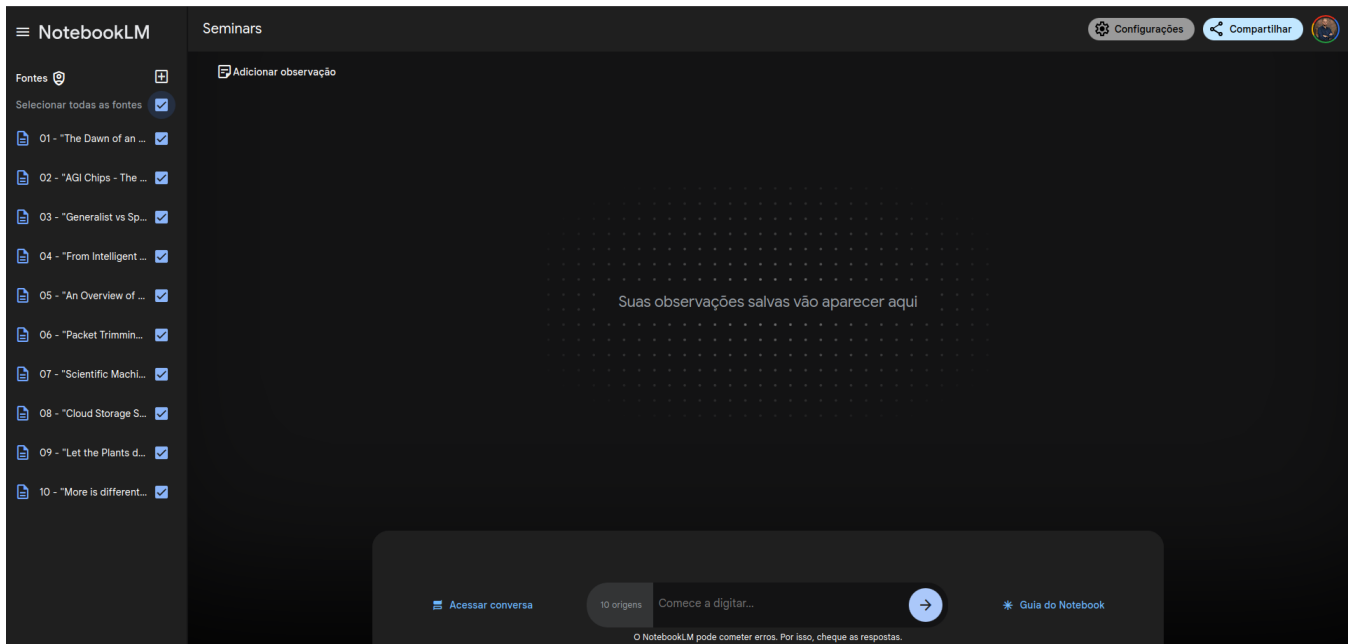 NotebookLM
Seminars
Configurações
Compartilhar
Fontes
Adicionar observação
Selecionar todas as fontes
01 - "The Dawn of an ...
02 - "AGI Chips - The ...
03 - "Generalist vs Sp...
04 - "From Intelligent ...
05 - "An Overview of ...
06 - "Packet Trimmin...
07 - "Scientific Machi...
08 - "Cloud Storage S...
09 - "Let the Plants d...
10 - "More is different...
Suas observações salvas vão aparecer aqui
Acessar conversa
10 origens
Comece a digitar...
Guia do Notebook
O NotebookLM pode cometer erros. Por isso, cheque as respostas.